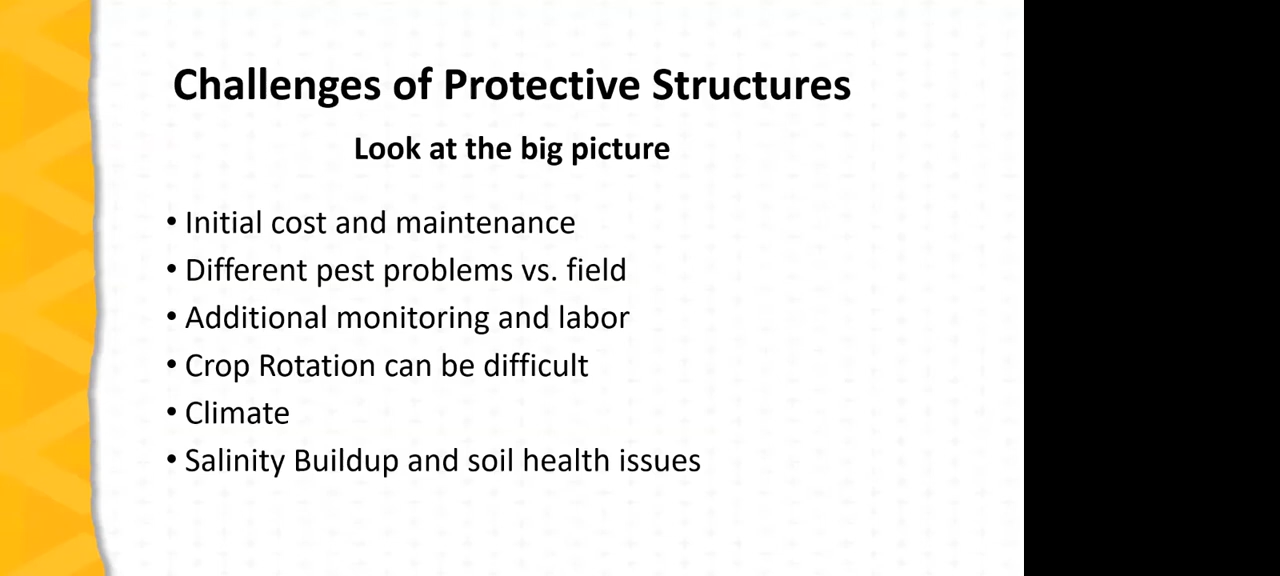 Challenges of Protective Structures
Look at the big picture
• Initial cost and maintenance
• Different pest problems vs. field
• Additional monitoring and labor
• Crop Rotation can be difficult
• Climate
• Salinity Buildup and soil health issues